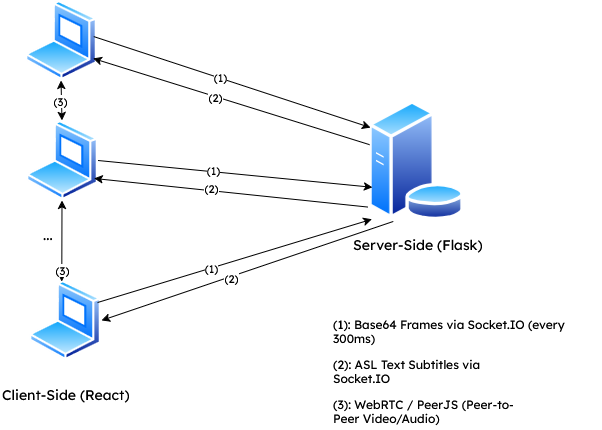 (1)
(2)
(3)
(1)
(2)
...
(1)
(3)
(2)
Server-Side (Flask)
(1): Base64 Frames via Socket.IO (every
300ms)
(2): ASL Text Subtitles via
Socket.IO
Client-Side (React)
(3): WebRTC / PeerJS (Peer-to-
Peer Video/Audio)